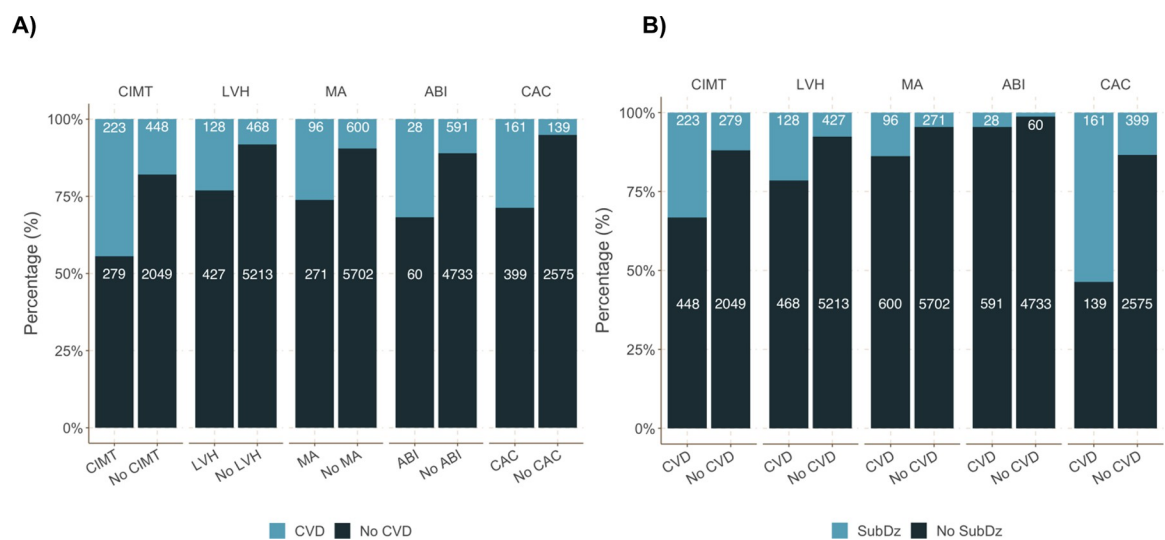 A)
CIMT LVH MA ABI CAC
Percentage (%)
100%
75%
50%
25%
0%
223 448 128 468 96 600 28 591 161 139
279 2049 427 5213 271 5702 60 4733 399 2575
CIMT No CIMT LVH No LVH MA No MA ABI No ABI CAC No CAC
CVD No CVD
B)
CIMT LVH MA ABI CAC
Percentage (%)
100%
75%
50%
25%
0%
223 279 128 427 96 271 28 60 161 399
448 2049 468 5213 600 5702 591 4733 139 2575
CVD No CVD CVD No CVD CVD No CVD CVD No CVD CVD No CVD
SubDz No SubDz